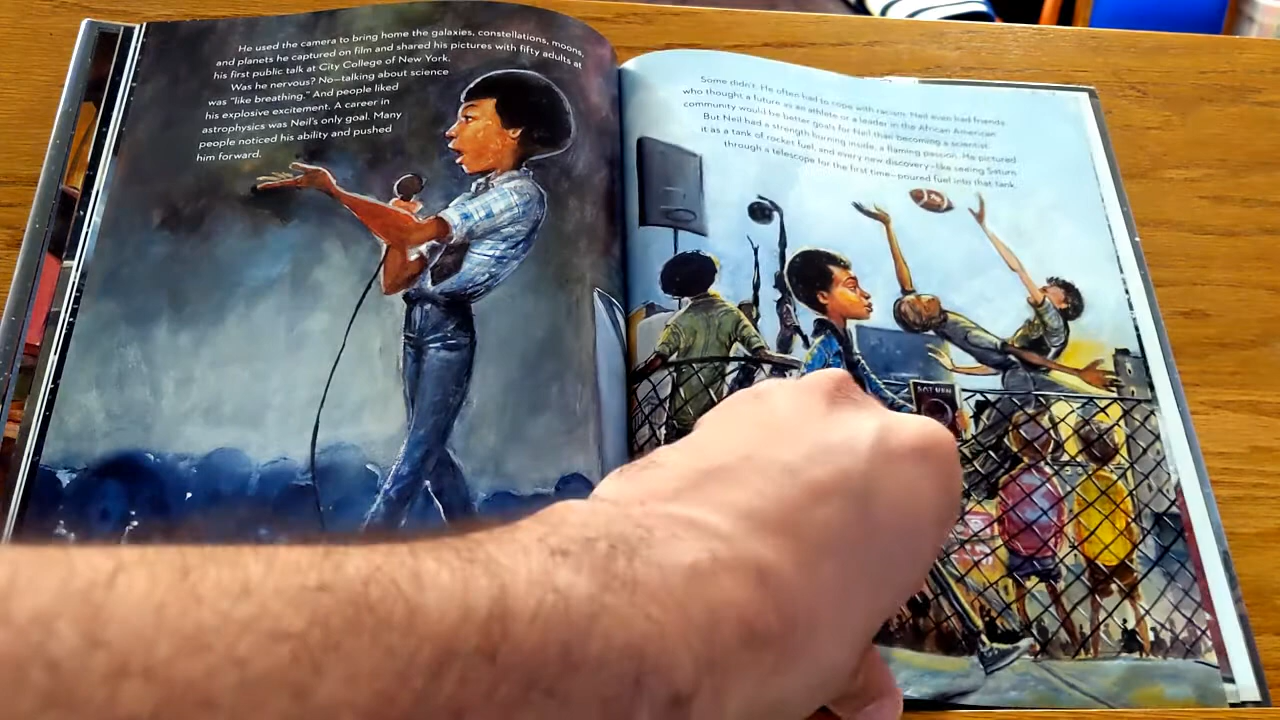 He used the camera to bring home the galaxies, constellations, moons,
and planets he captured on film and shared his pictures with fifty adults at
his first public talk at City College of New York.
Was he nervous? No—talking about science
was "like breathing." And people liked
his explosive excitement. A career in
astrophysics was Neil's only goal. Many
people noticed his ability and pushed
him forward.
Some didn't. He often had to cope with racism. Neil even had friends
who thought a future as an athlete or a leader in the African American
community would be better goals for Neil than becoming a scientist.
But Neil had a strength burning inside, a flaming passion. He pictured
it as a tank of rocket fuel, and every new discovery—like seeing Saturn
through a telescope for the first time—poured fuel into that tank.
SATURN